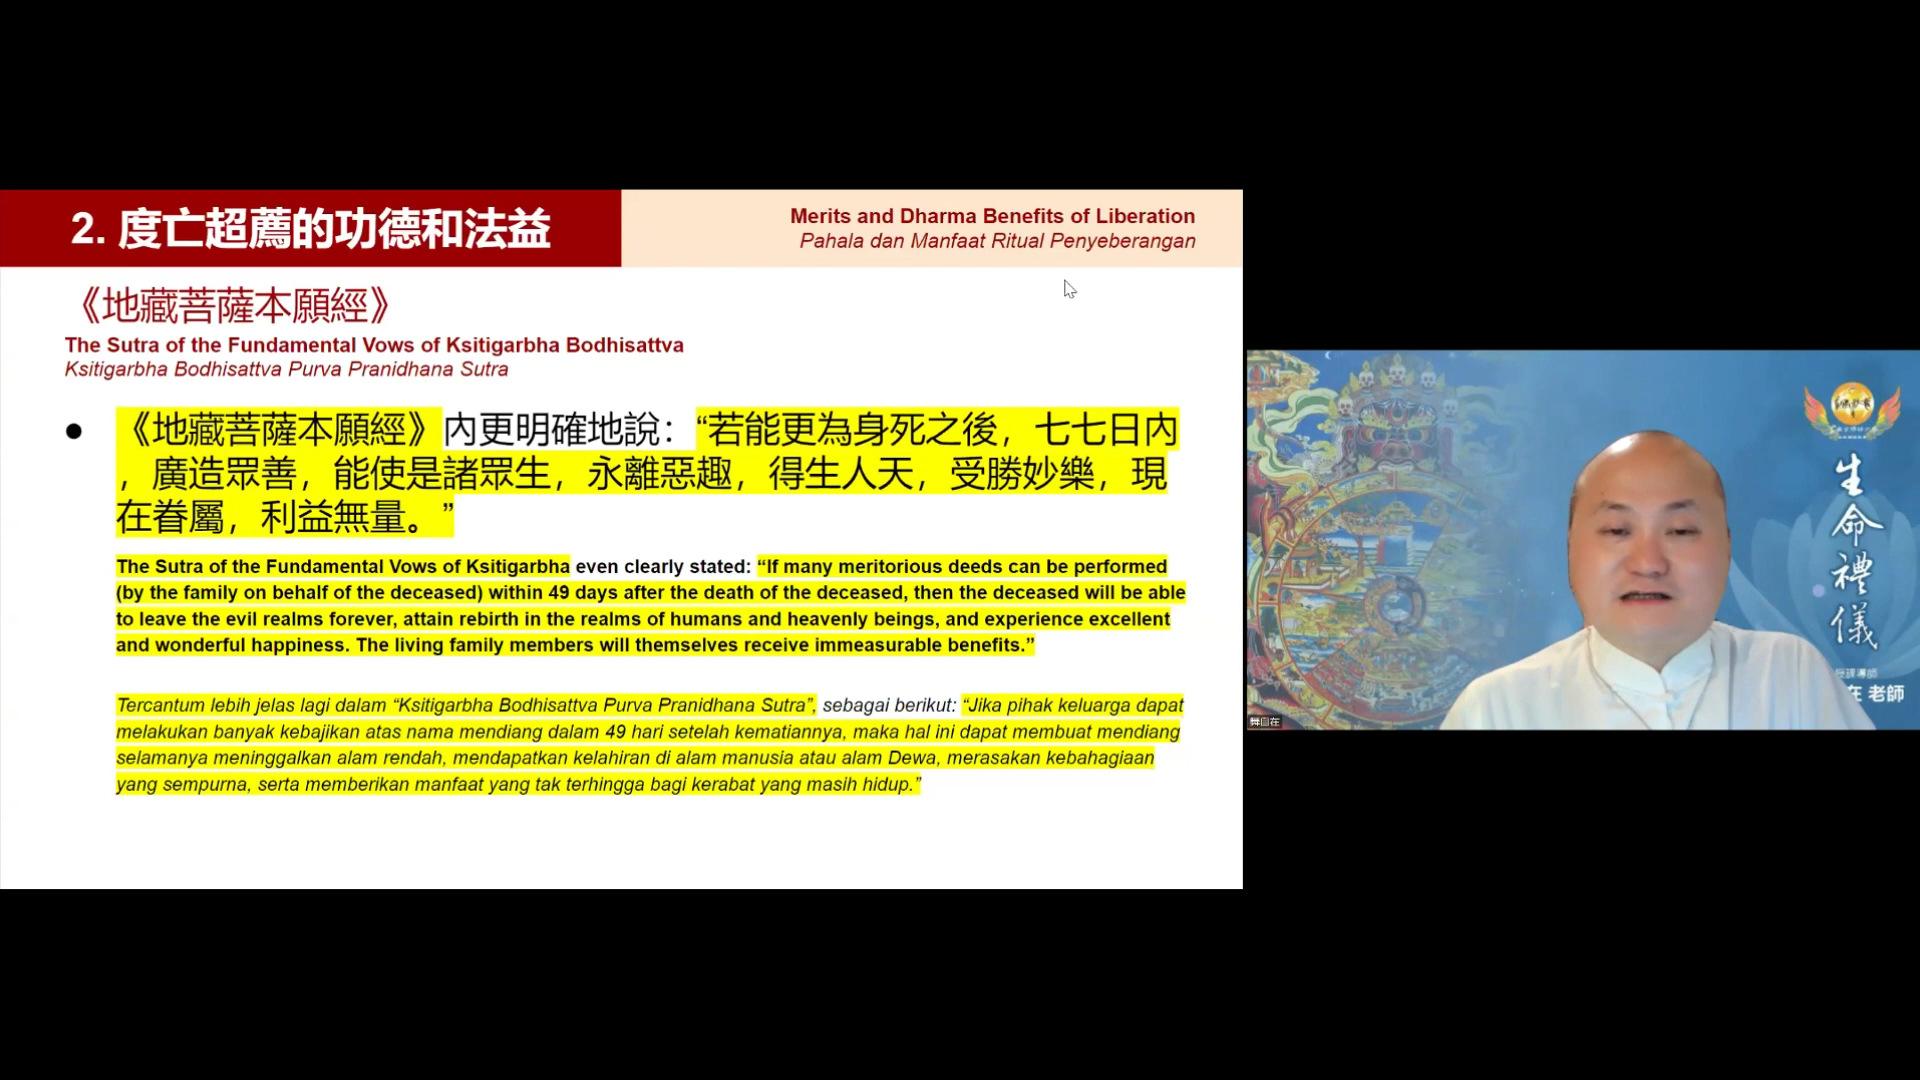 2. 度亡超薦的功德和法益
Merits and Dharma Benefits of Liberation
Pahala dan Manfaat Ritual Penyeberangan
《地藏菩薩本願經》
The Sutra of the Fundamental Vows of Ksitigarbha Bodhisattva
Ksitigarbha Bodhisattva Purva Pranidhana Sutra
● 《地藏菩薩本願經》內更明確地說：“若能更為身死之後，七七日內
，廣造眾善，能使是諸眾生，永離惡趣，得生人天，受勝妙樂，現
在眷屬，利益無量。”
The Sutra of the Fundamental Vows of Ksitigarbha even clearly stated: “If many meritorious deeds can be performed
(by the family on behalf of the deceased) within 49 days after the death of the deceased, then the deceased will be able
to leave the evil realms forever, attain rebirth in the realms of humans and heavenly beings, and experience excellent
and wonderful happiness. The living family members will themselves receive immeasurable benefits.”
Tercantum lebih jelas lagi dalam “Ksitigarbha Bodhisattva Purva Pranidhana Sutra”, sebagai berikut: “Jika pihak keluarga dapat
melakukan banyak kebajikan atas nama mendiang dalam 49 hari setelah kematiannya, maka hal ini dapat membuat mendiang
selamanya meninggalkan alam rendah, mendapatkan kelahiran di alam manusia atau alam Dewa, merasakan kebahagiaan
yang sempurna, serta memberikan manfaat yang tak terhingga bagi kerabat yang masih hidup.”
生命禮儀
授課導師
在 老師
舞自在